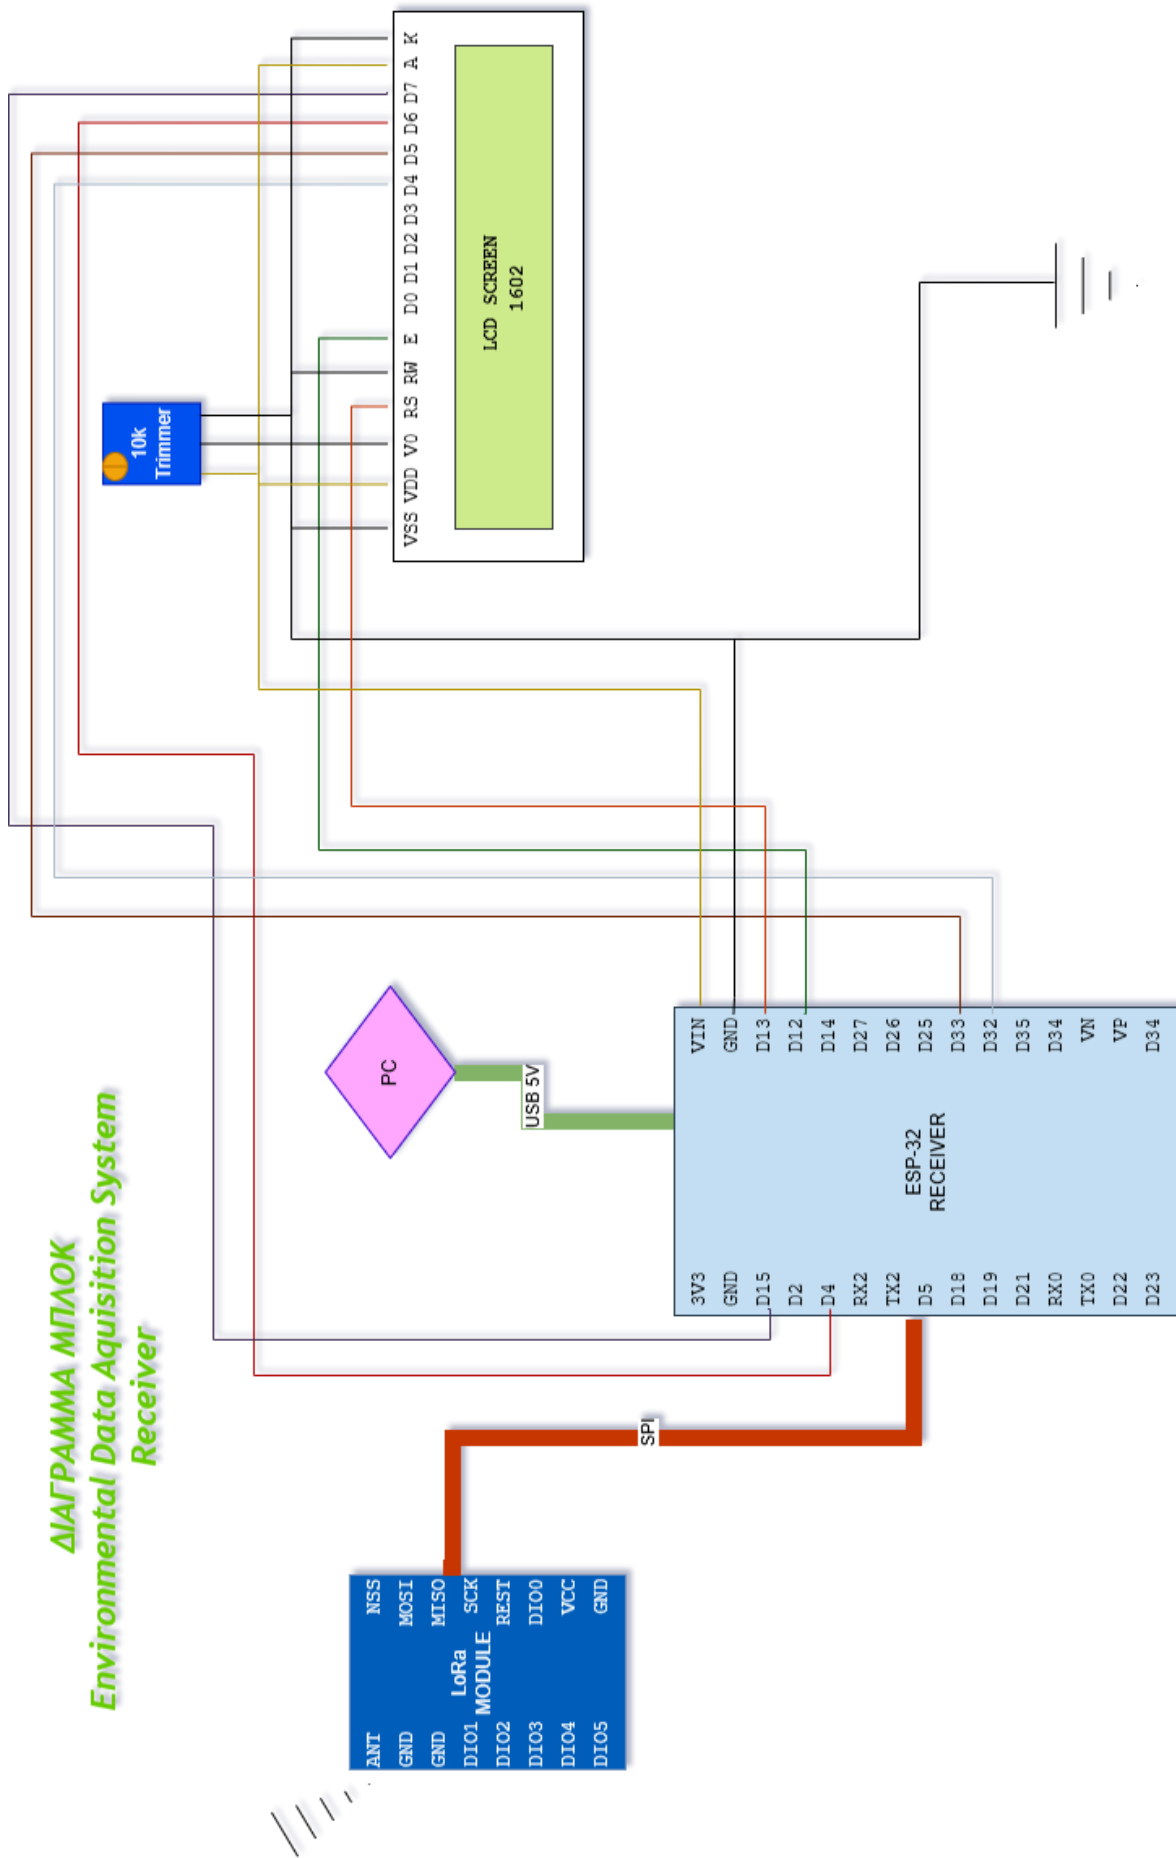 ΔΙΑΓΡΑΜΜΑ ΜΠΛΟΚ
Environmental Data Aquisition System
Receiver
10k
Trimmer
VSS VDD V0 RS RW E D0 D1 D2 D3 D4 D5 D6 D7 A K
LCD SCREEN
1602
PC
USB 5V
SPI
ANT
GND
GND
DIO1
DIO2
DIO3
DIO4
DIO5
LoRa
MODULE
NSS
MOSI
MISO
SCK
REST
DIO0
VCC
GND
3V3
GND
D15
D2
D4
RX2
TX2
D5
D18
D19
D21
RX0
TX0
D22
D23
ESP-32
RECEIVER
VIN
GND
D13
D12
D14
D27
D26
D25
D33
D32
D35
D34
VN
VP
D34